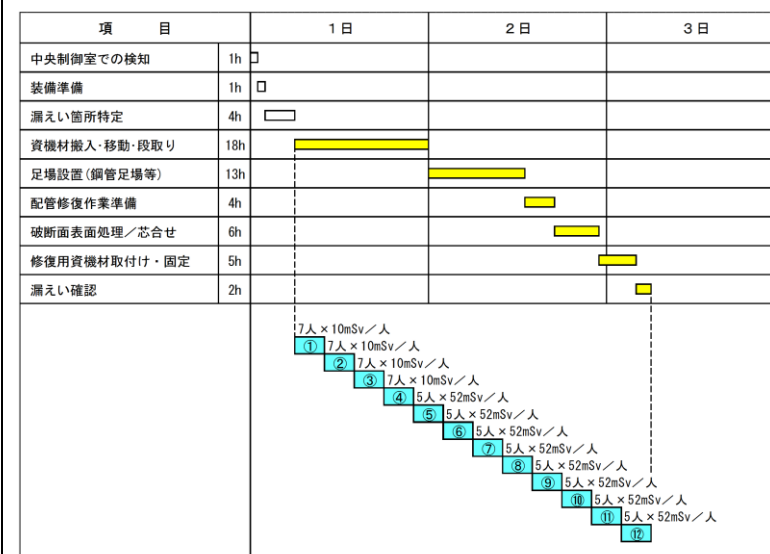 項　　目 1日 2日 3日
中央制御室での検知 1h
装備準備 1h
漏えい箇所特定 4h
資機材搬入・移動・段取り 18h
足場設置(鋼管足場等) 13h
配管修復作業準備 4h
破断面表面処理／芯合せ 6h
修復用資機材取付け・固定 5h
漏えい確認 2h
7人×10mSv／人
① 7人×10mSv／人
② 7人×10mSv／人
③ 7人×10mSv／人
④ 5人×52mSv／人
⑤ 5人×52mSv／人
⑥ 5人×52mSv／人
⑦ 5人×52mSv／人
⑧ 5人×52mSv／人
⑨ 5人×52mSv／人
⑩ 5人×52mSv／人
⑪ 5人×52mSv／人
⑫